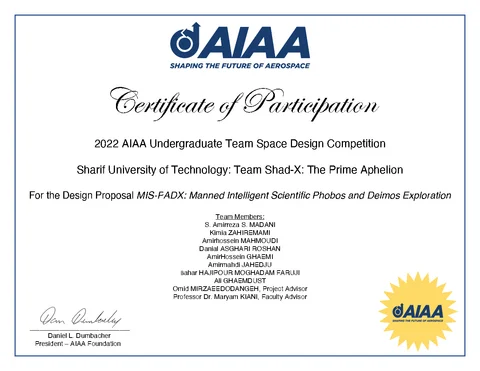 AIAA
SHAPING THE FUTURE OF AEROSPACE
Certificate of Participation
2022 AIAA Undergraduate Team Space Design Competition
Sharif University of Technology: Team Shad-X: The Prime Aphelion
For the Design Proposal MIS-FADX: Manned Intelligent Scientific Phobos and Deimos Exploration
Team Members:
S. Amirreza S. MADANI
Kimia ZAHIREMAMI
Amirhossein MAHMOUDI
Danial ASGHARI ROSHAN
AmirHossein GHAEMI
Amirmahdi JAHEDJU
Sahar HAJIPOUR MOGHADAM FARUJI
Ali GHAEMDUST
Omid MIRZAEEDODANGEH, Project Advisor
Professor Dr. Maryam KIANI, Faculty Advisor
Dan Dumbacher
Daniel L. Dumbacher
President – AIAA Foundation
AIAA
SHAPING THE FUTURE OF AEROSPACE